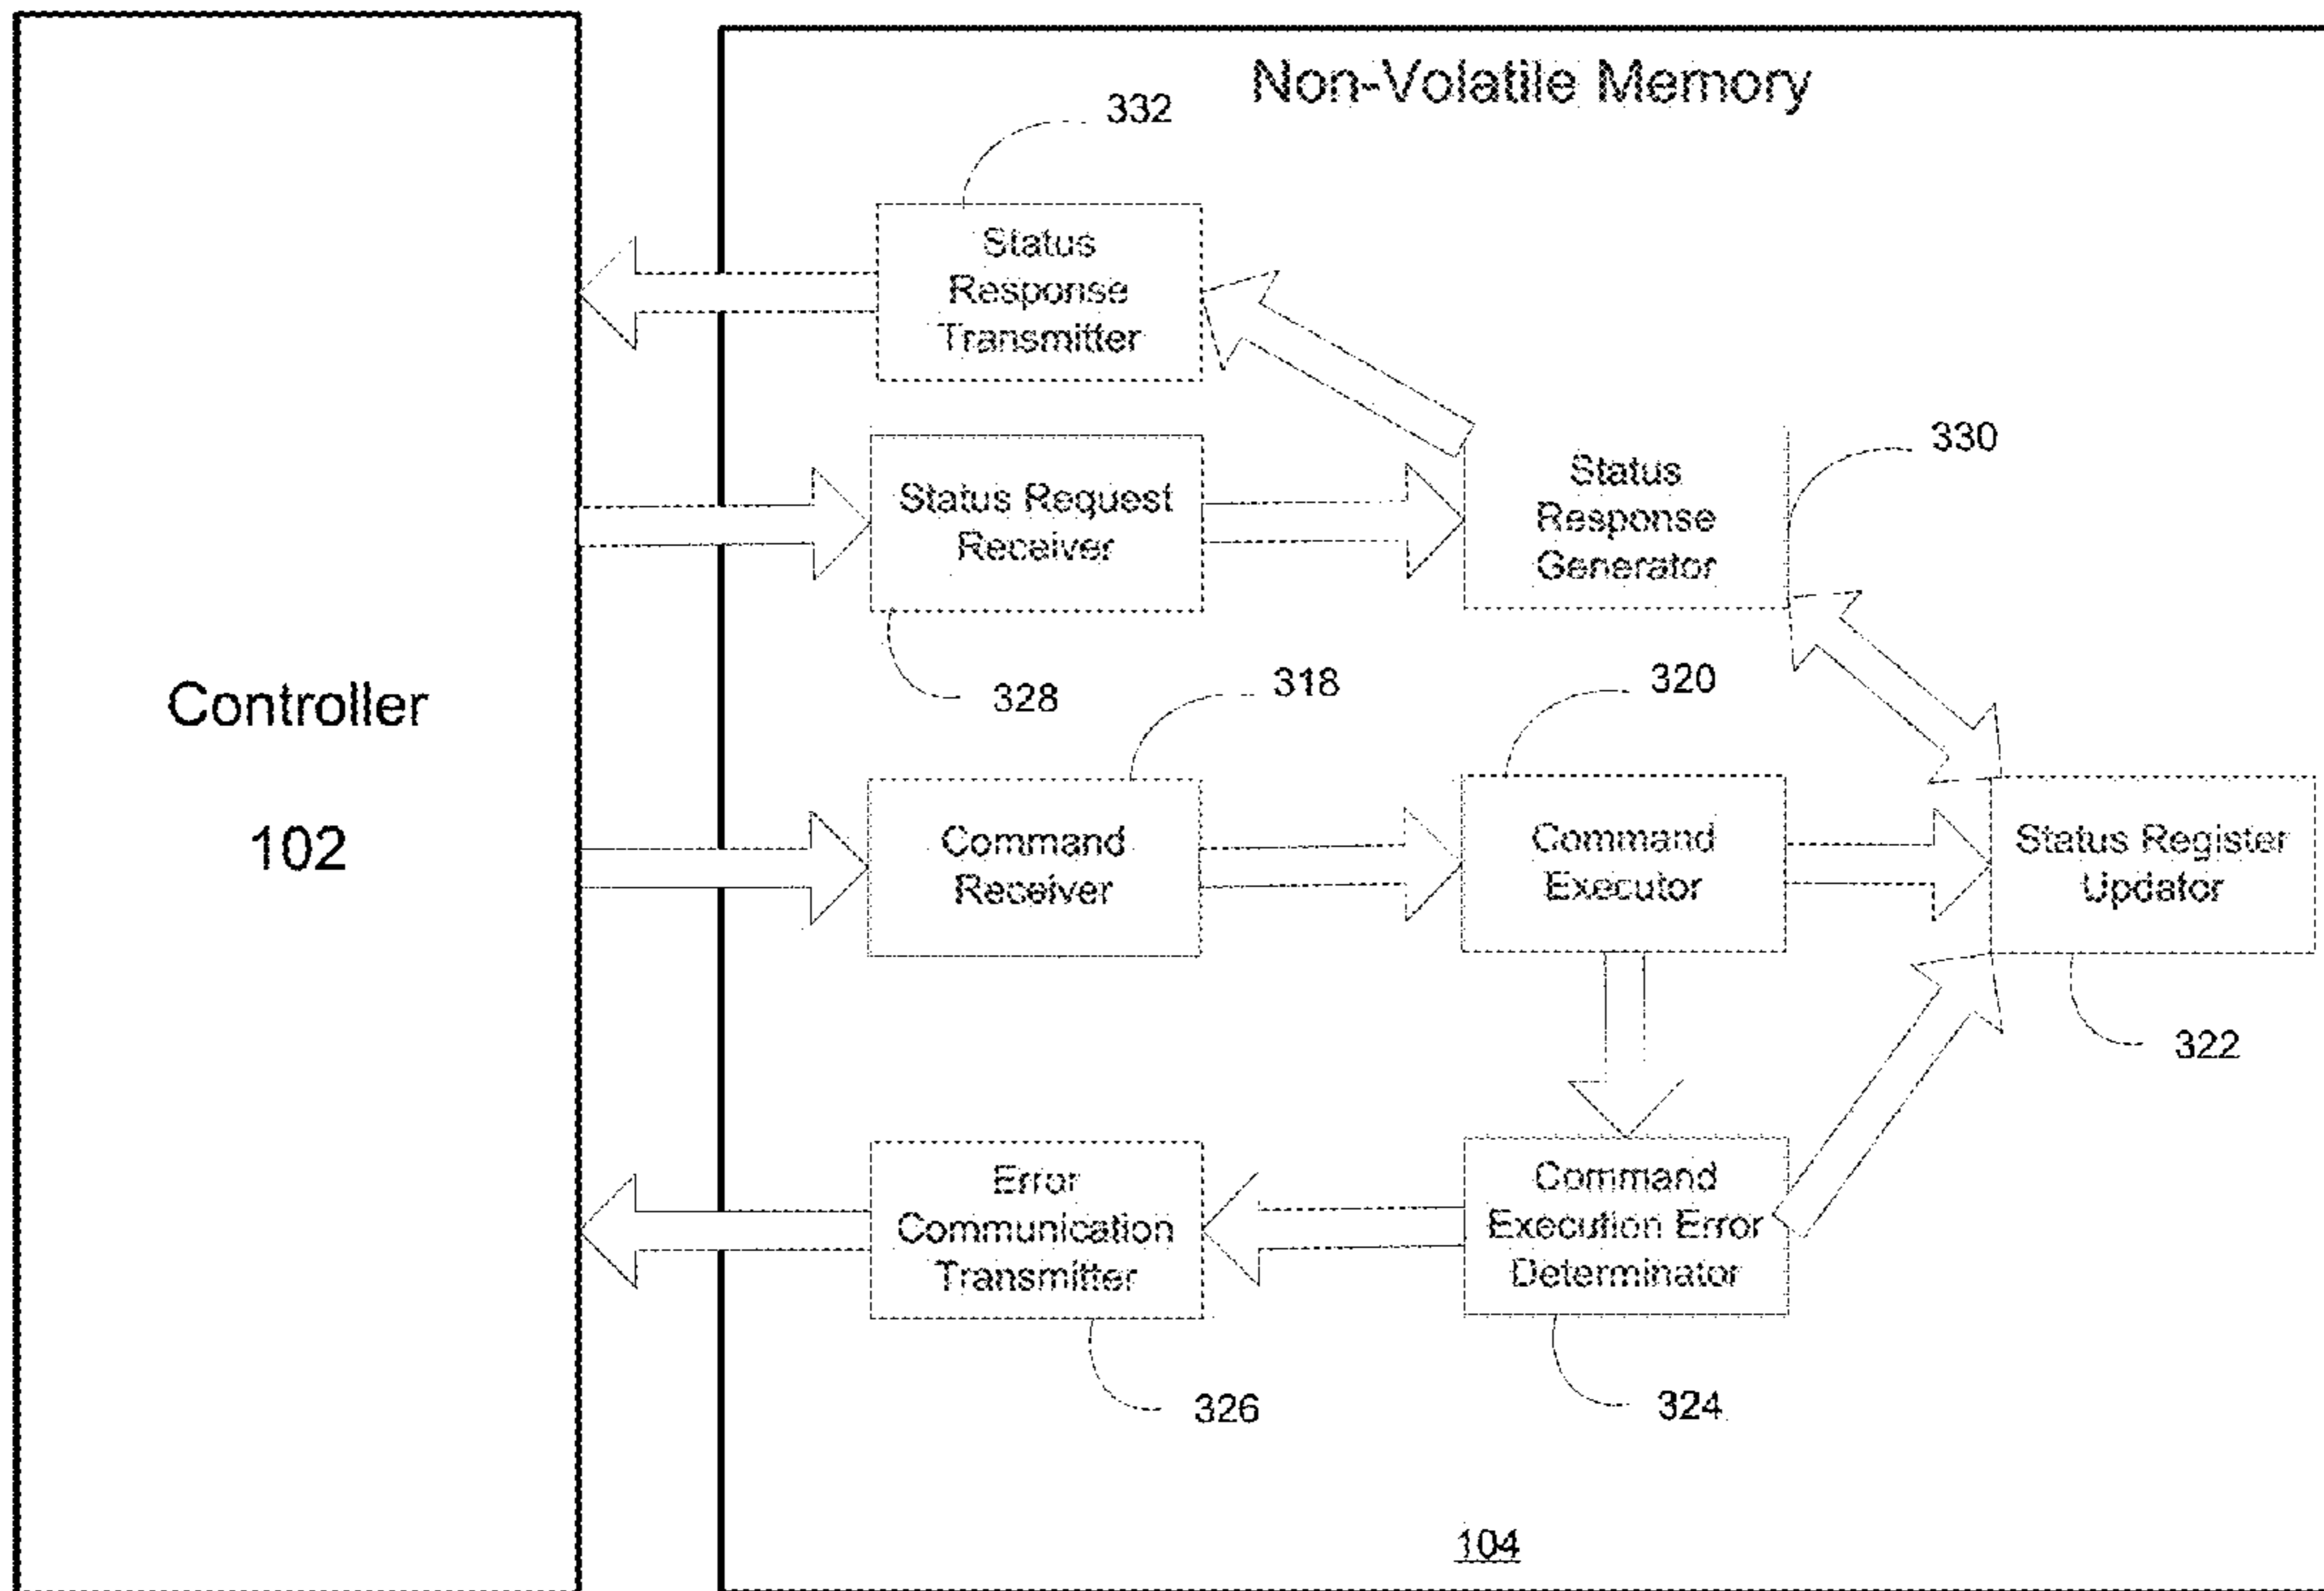 Non-Volatile Memory
332
Status
Response
Transmitter
330
Status Request
Receiver
Status
Response
Generator
328
318
320
Controller
102
Command
Receiver
Command
Executor
Status Register
Updator
322
Error
Communication
Transmitter
Command
Execution Error
Determinator
326
324
104